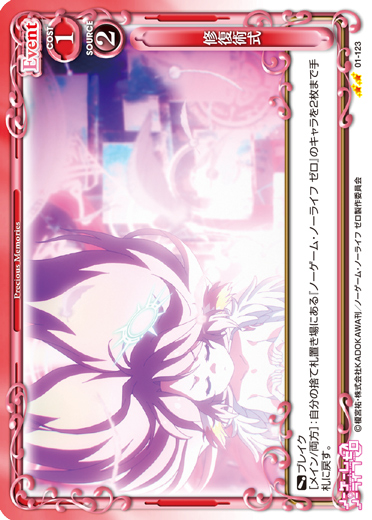 Event
COST
1
SOURCE
2
修復術式
Precious Memories
ブレイク
[メイン/両方]:自分の捨て札置き場にある「ノーゲーム・ノーライフ ゼロ」のキャラを2枚まで手
札に戻す。
©榎宮祐・株式会社KADOKAWA刊/ノーゲーム・ノーライフ ゼロ製作委員会
01-123